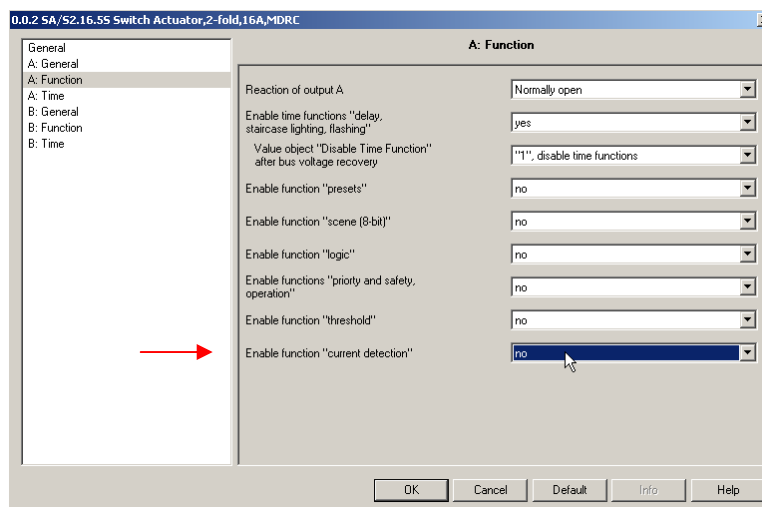 0.0.2 SA/S2.16.5S Switch Actuator,2-fold,16A,MDRC
General
A: General
A: Function
A: Time
B: General
B: Function
B: Time
A: Function
Reaction of output A
Normally open
Enable time functions "delay,
staircase lighting, flashing"
yes
Value object "Disable Time Function"
after bus voltage recovery
"1", disable time functions
Enable function "presets"
no
Enable function "scene (8-bit)"
no
Enable function "logic"
no
Enable functions "priorty and safety,
operation"
no
Enable function "threshold"
no
Enable function "current detection"
no
OK
Cancel
Default
Info
Help